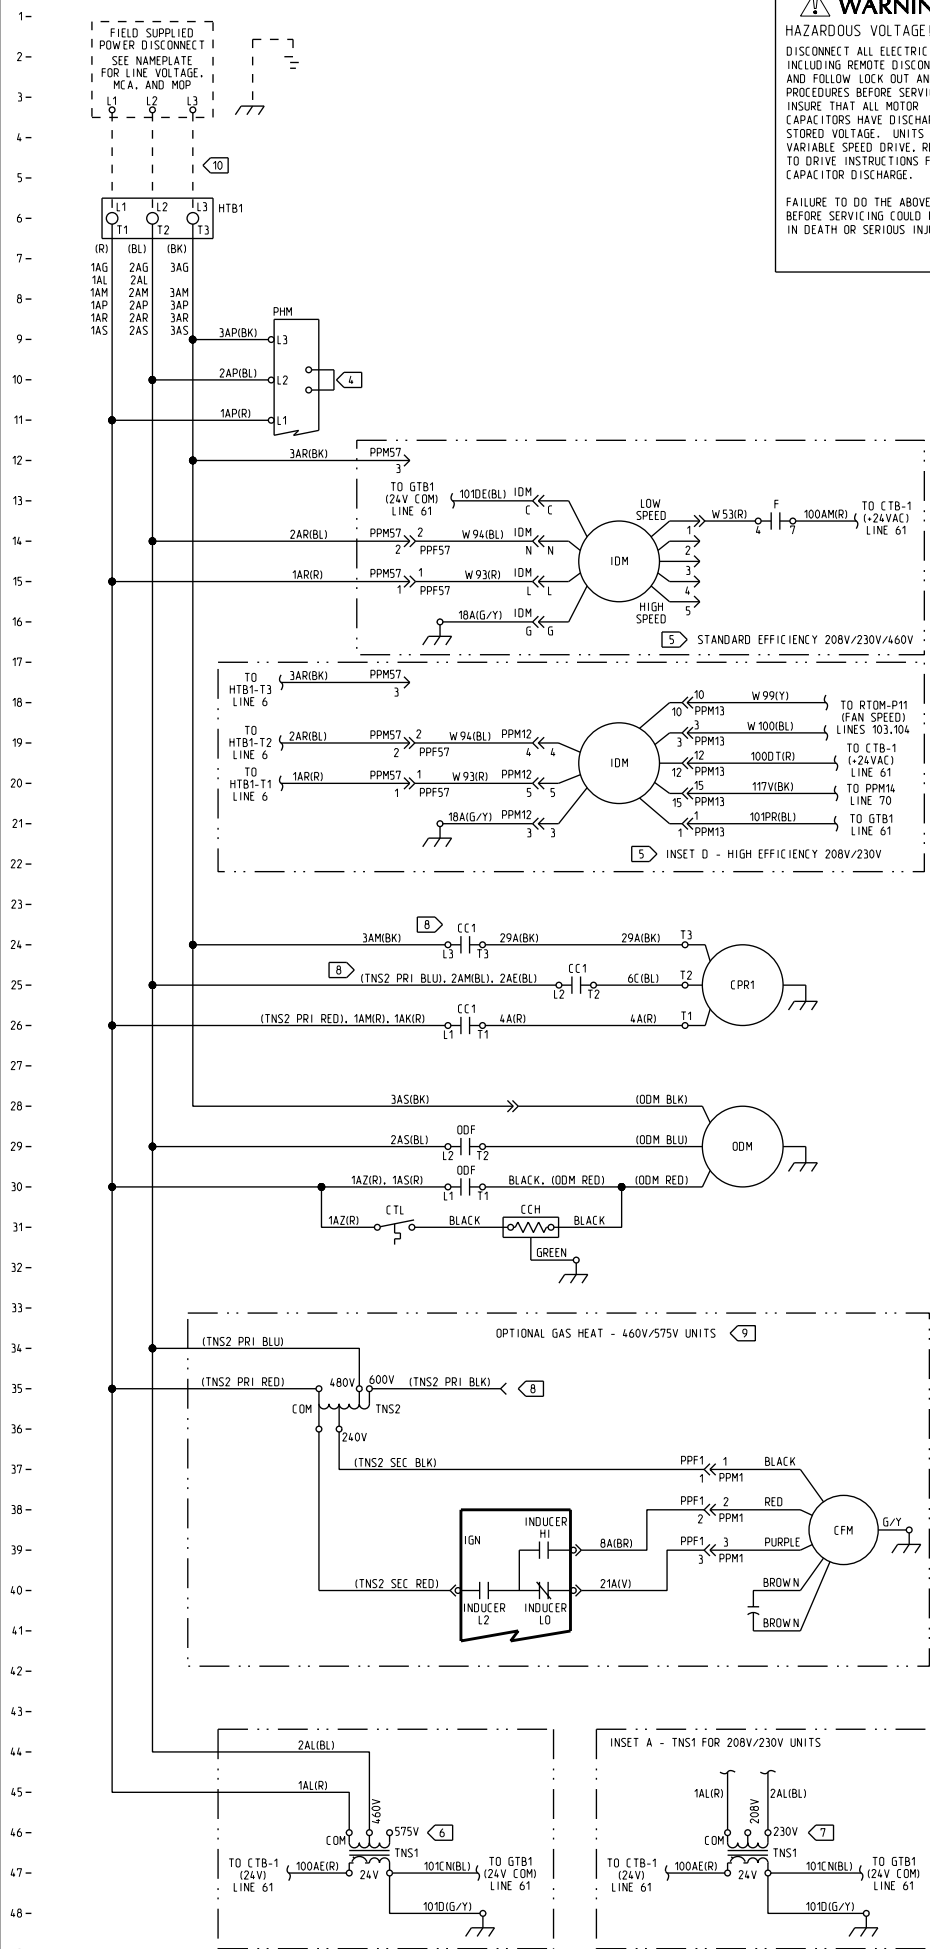 1-
FIELD SUPPLIED
POWER DISCONNECT
⚠ WARNIN
HAZARDOUS VOLTAGE!
2-
SEE NAMEPLATE
FOR LINE VOLTAGE,
MCA, AND MOP
DISCONNECT ALL ELECTRIC
INCLUDING REMOTE DISCON
AND FOLLOW LOCK OUT AN
PROCEDURES BEFORE SERVIC
INSURE THAT ALL MOTOR
CAPACITORS HAVE DISCHAR
STORED VOLTAGE. UNITS
VARIABLE SPEED DRIVE, RE
TO DRIVE INSTRUCTIONS F
CAPACITOR DISCHARGE.
FAILURE TO DO THE ABOVE
BEFORE SERVICING COULD
IN DEATH OR SERIOUS INJ
3-
L1 L2 L3
4-
10
5-
L1 L2 L3 HTB1
6-
T1 T2 T3
(R) (BL) (BK)
7-
1AG 2AG 3AG
1AL 2AL
1AM 2AM 3AM
8-
1AP 2AP 3AP
1AR 2AR 3AR
1AS 2AS 3AS
PHM
9- 3AP(BK) L3
10- 2AP(BL) L2 4
11- 1AP(R) L1
12- 3AR(BK) PPM57
3
13- TO GTB1
(24V COM)
LINE 61
101DE(BL) IDM
C C
LOW
SPEED
1 W53(R) 4 F 7 100AM(R)
TO CTB-1
(+24VAC)
LINE 61
14- 2AR(BL) PPM57 2 W94(BL) IDM
2 PPF57 N N
IDM
2
3
15- 1AR(R) PPM57 1 W93(R) IDM
1 PPF57 L L
4
HIGH
SPEED
5
16- 18A(G/Y) IDM
G G
5 STANDARD EFFICIENCY 208V/230V/460V
17-
TO
HTB1-T3
LINE 6
3AR(BK) PPM57
3
18- 10 W99(Y)
10 PPM13
TO RTOM-P11
(FAN SPEED)
LINES 103,104
3 W100(BL)
3 PPM13
19- TO
HTB1-T2
LINE 6
2AR(BL) PPM57 2 W94(BL) PPM12
2 PPF57 4 4
IDM
12 100DT(R)
12 PPM13
TO CTB-1
(+24VAC)
LINE 61
20- TO
HTB1-T1
LINE 6
1AR(R) PPM57 1 W93(R) PPM12
1 PPF57 5 5
15 117V(BK)
15 PPM13
TO PPM14
LINE 70
21- 18A(G/Y) PPM12
3 3
1 101PR(BL)
1 PPM13
TO GTB1
LINE 61
22- 5 INSET D - HIGH EFFICIENCY 208V/230V
23-
8
24- 3AM(BK) CC1 29A(BK) 29A(BK) T3
L3 T3
8
25- (TNS2 PRI BLU), 2AM(BL), 2AE(BL) CC1 6C(BL) T2
L2 T2
CPR1
26- (TNS2 PRI RED), 1AM(R), 1AK(R) CC1 4A(R) 4A(R) T1
L1 T1
27-
28- 3AS(BK) (ODM BLK)
29- 2AS(BL) ODF (ODM BLU)
L2 T2
ODM
30- 1AZ(R), 1AS(R) ODF BLACK, (ODM RED) (ODM RED)
L1 T1
31- 1AZ(R) CTL BLACK CCH BLACK
GREEN
32-
33-
OPTIONAL GAS HEAT - 460V/575V UNITS 9
34- (TNS2 PRI BLU)
35- (TNS2 PRI RED) 480V 600V (TNS2 PRI BLK) 8
COM TNS2
36-
240V
37- (TNS2 SEC BLK) PPF1 1 BLACK
1 PPM1
38- IGN INDUCER
HI
PPF1 2 RED
2 PPM1
CFM G/Y
39- 8A(BR) PPF1 3 PURPLE
3 PPM1
40- (TNS2 SEC RED) 21A(V) BROWN
INDUCER
L2
INDUCER
LO
41- BROWN
42-
43-
44- 2AL(BL)
INSET A - TNS1 FOR 208V/230V UNITS
45- 1AL(R) 460V
1AL(R) 208V 2AL(BL)
46- COM 575V 6
TNS1
COM 230V 7
TNS1
47- TO CTB-1
(24V)
LINE 61
100AE(R) 24V 101CN(BL)
TO GTB1
(24V COM)
LINE 61
TO CTB-1
(24V)
LINE 61
100AE(R) 24V 101CN(BL)
TO GTB1
(24V COM)
LINE 61
48- 101D(G/Y) 101D(G/Y)